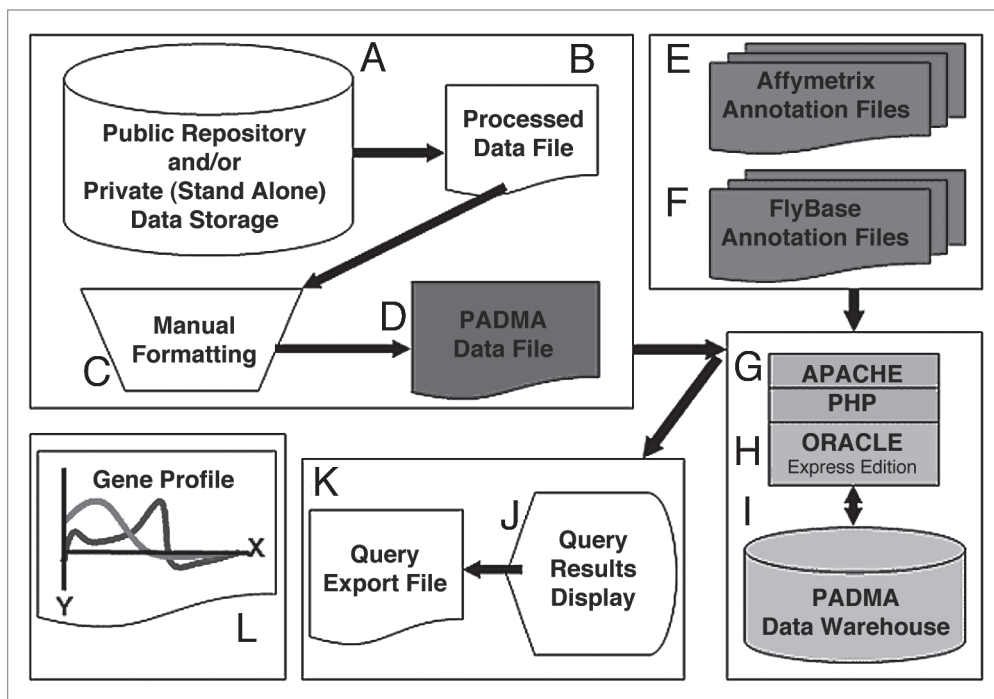 A
Public Repository
and/or
Private (Stand Alone)
Data Storage
B
Processed
Data File
C
Manual
Formatting
D
PADMA
Data File
E
Affymetrix
Annotation Files
F
FlyBase
Annotation Files
G
APACHE
PHP
H
ORACLE
Express Edition
I
PADMA
Data Warehouse
J
Query
Results
Display
K
Query
Export File
Gene Profile
X
Y
L